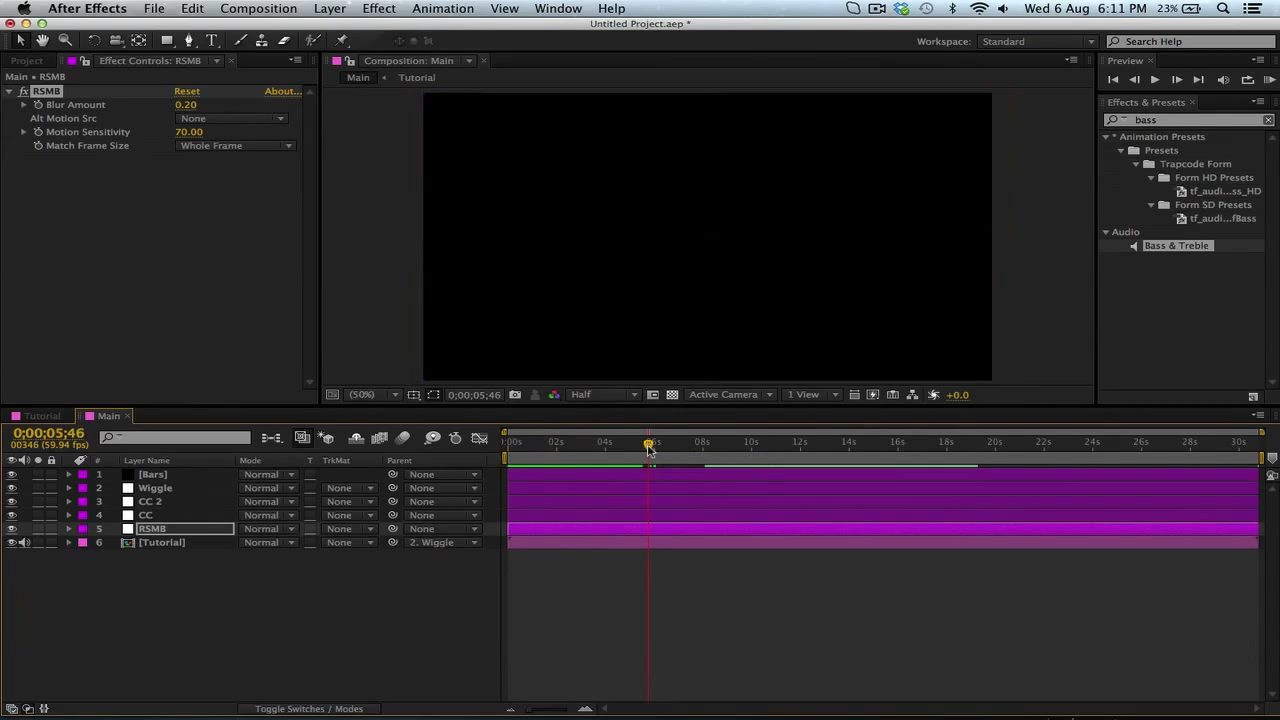 After Effects File Edit Composition Layer Effect Animation View Window Help Wed 6 Aug 6:11 PM 23%
Untitled Project.aep *
Workspace: Standard Search Help
Project Effect Controls: RSMB Composition: Main Preview
Main • RSMB Main Tutorial
fx RSMB Reset About...
Blur Amount 0.20
Alt Motion Src None
Motion Sensitivity 70.00
Match Frame Size Whole Frame
Effects & Presets
bass
* Animation Presets
Presets
Trapcode Form
Form HD Presets
tf_audi...ss_HD
Form SD Presets
tf_audi...fBass
Audio
Bass & Treble
(50%) 0;00;05;46 Half Active Camera 1 View +0.0
Tutorial Main
0;00;05;46
00346 (59.94 fps)
:00s 02s 04s 06s 08s 10s 12s 14s 16s 18s 20s 22s 24s 26s 28s 30s
# Layer Name Mode T TrkMat Parent
1 [Bars] Normal None
2 Wiggle Normal None None
3 CC 2 Normal None None
4 CC Normal None None
5 RSMB Normal None None
6 [Tutorial] Normal None 2. Wiggle
Toggle Switches / Modes